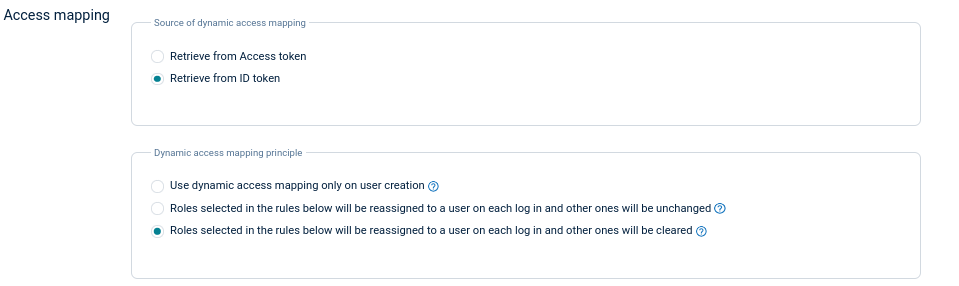 Access mapping
Source of dynamic access mapping
Retrieve from Access token
Retrieve from ID token
Dynamic access mapping principle
Use dynamic access mapping only on user creation ?
Roles selected in the rules below will be reassigned to a user on each log in and other ones will be unchanged ?
Roles selected in the rules below will be reassigned to a user on each log in and other ones will be cleared ?